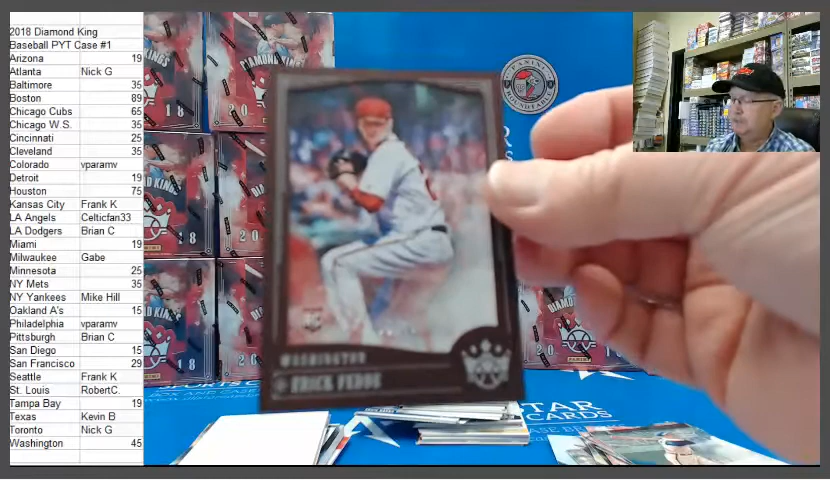 2018 Diamond King
Baseball PYT Case #1
Arizona 19
Atlanta Nick G
Baltimore 35
Boston 89
Chicago Cubs 65
Chicago W.S. 35
Cincinnati 25
Cleveland 35
Colorado vparamv
Detroit 19
Houston 75
Kansas City Frank K
LA Angels Celticfan33
LA Dodgers Brian C
Miami 19
Milwaukee Gabe
Minnesota 25
NY Mets 35
NY Yankees Mike Hill
Oakland A's 15
Philadelphia vparamv
Pittsburgh Brian C
San Diego 15
San Francisco 29
Seattle Frank K
St. Louis RobertC.
Tampa Bay 19
Texas Kevin B
Toronto Nick G
Washington 45
PANINI
ROUNDTABLE
WASHINGTON
ERICK FEDDE
STAR
CARDS